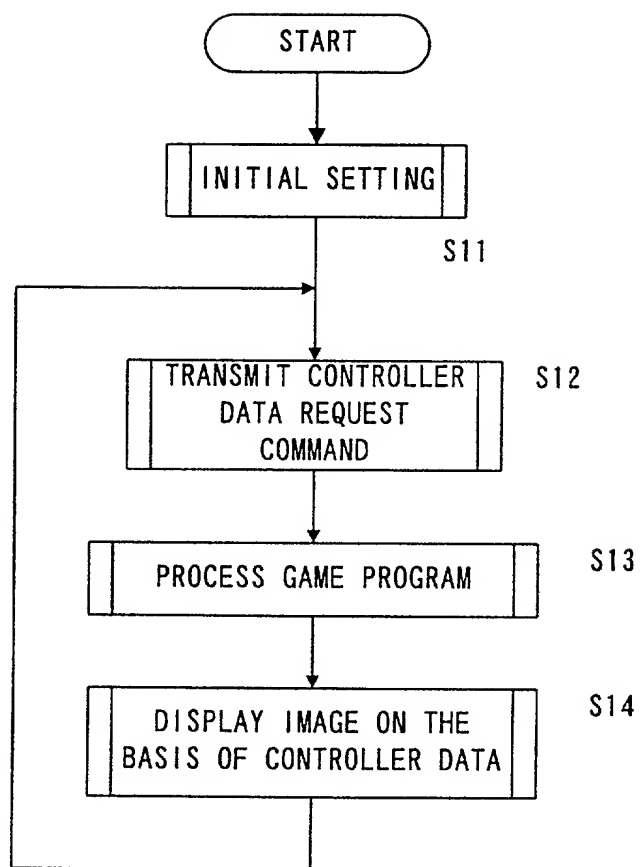 START
INITIAL SETTING
S11
TRANSMIT CONTROLLER
DATA REQUEST
COMMAND
S12
PROCESS GAME PROGRAM
S13
DISPLAY IMAGE ON THE
BASIS OF CONTROLLER DATA
S14